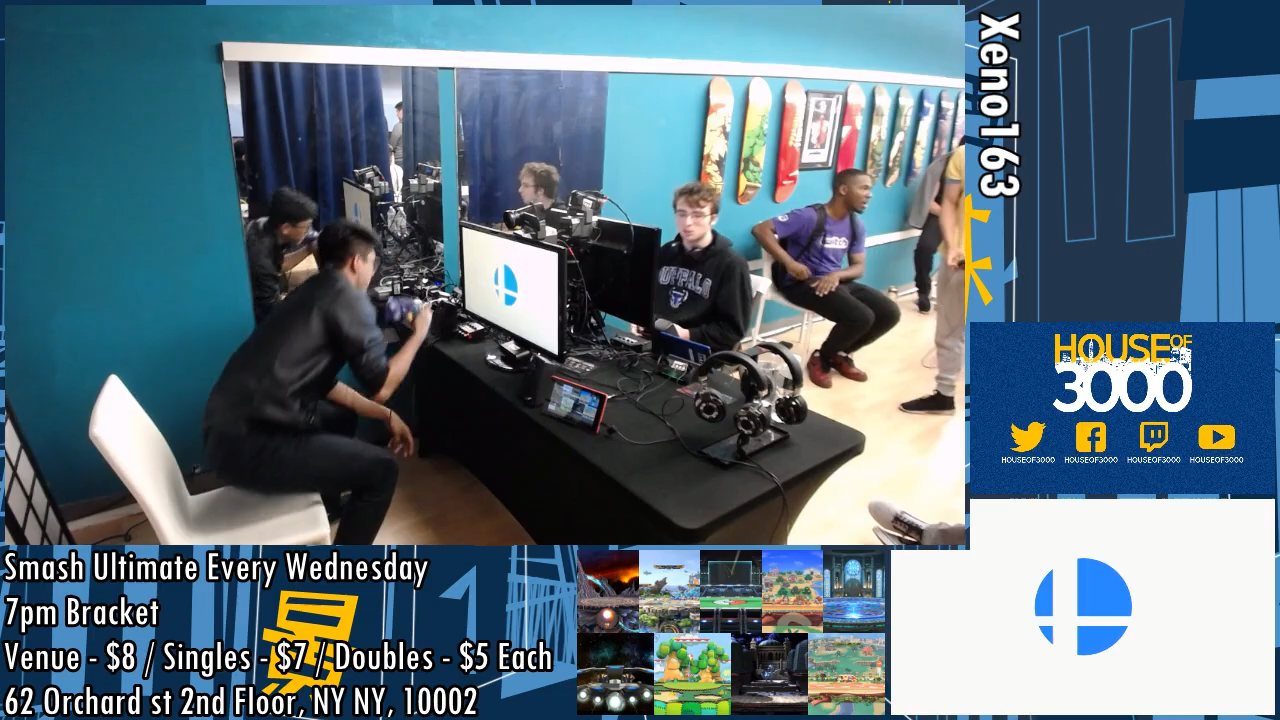 Xeno163
BUFFALO
HOUSE OF
3000
HOUSEOF3000 HOUSEOF3000 HOUSEOF3000 HOUSEOF3000
Smash Ultimate Every Wednesday
7pm Bracket
Venue - $8 / Singles - $7 / Doubles - $5 Each
62 Orchard st 2nd Floor, NY NY, 10002